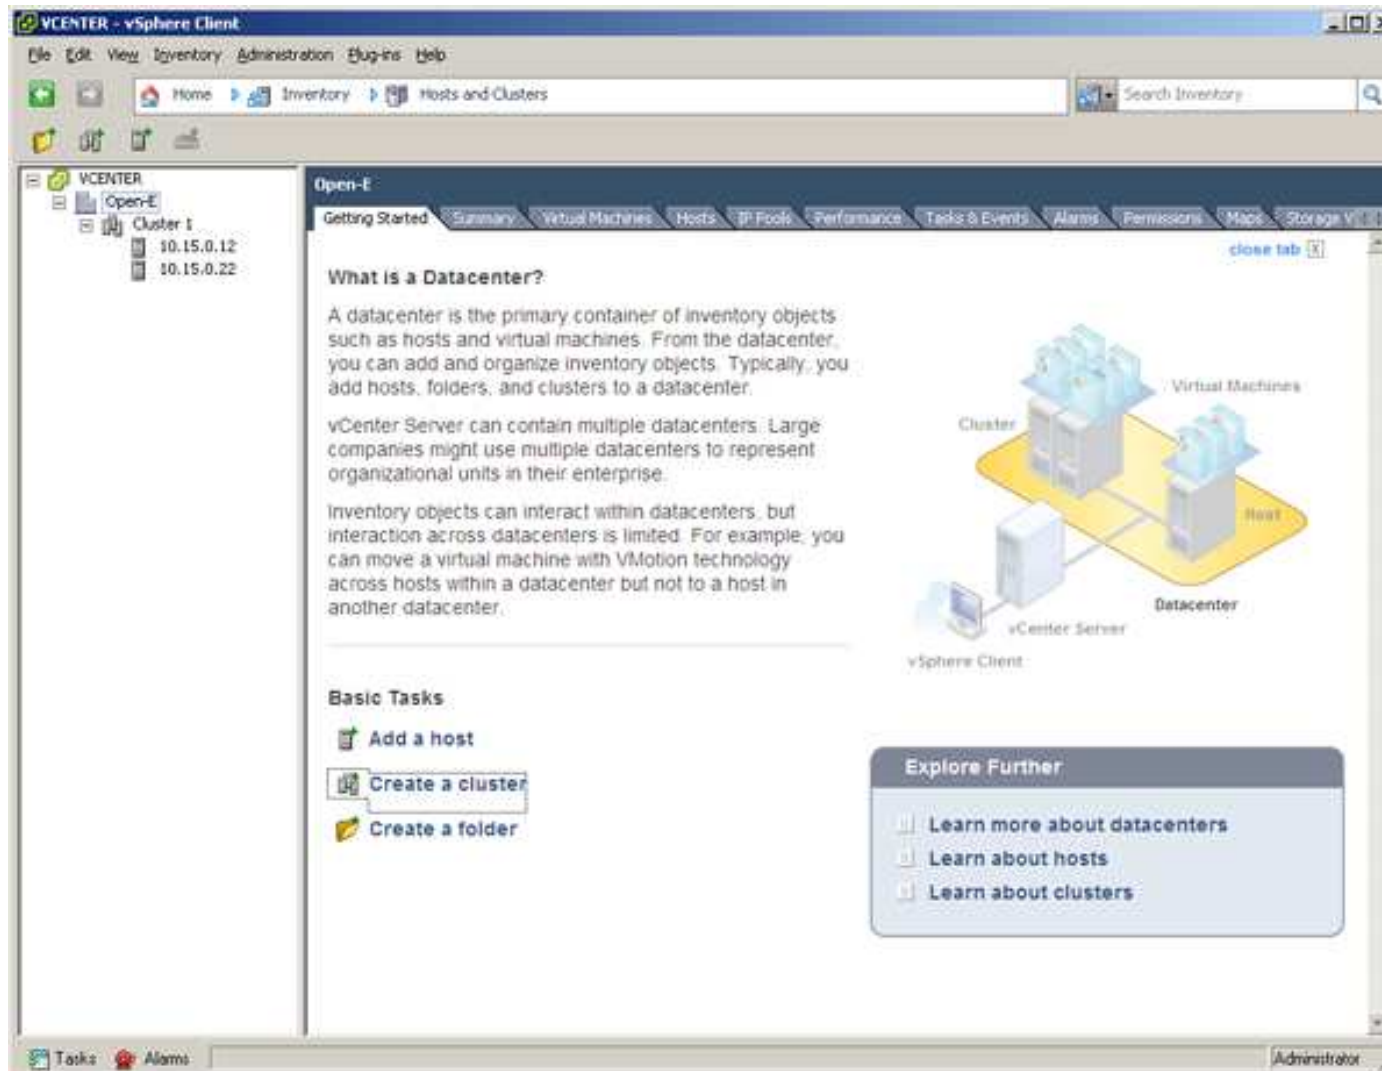 VCENTER - vSphere Client
File Edit View Inventory Administration Plug-ins Help
Home Inventory Hosts and Clusters
Search Inventory
VCENTER
Open-E
Cluster 1
10.15.0.12
10.15.0.22
Open-E
Getting Started Summary Virtual Machines Hosts IP Pools Performance Tasks & Events Alarms Permissions Maps Storage V
close tab
What is a Datacenter?
A datacenter is the primary container of inventory objects
such as hosts and virtual machines. From the datacenter,
you can add and organize inventory objects. Typically, you
add hosts, folders, and clusters to a datacenter.
vCenter Server can contain multiple datacenters. Large
companies might use multiple datacenters to represent
organizational units in their enterprise.
Inventory objects can interact within datacenters, but
interaction across datacenters is limited. For example, you
can move a virtual machine with VMotion technology
across hosts within a datacenter but not to a host in
another datacenter.
Virtual Machines
Cluster
Host
Datacenter
vCenter Server
vSphere Client
Basic Tasks
Add a host
Create a cluster
Create a folder
Explore Further
Learn more about datacenters
Learn about hosts
Learn about clusters
Tasks Alarms
Administrator